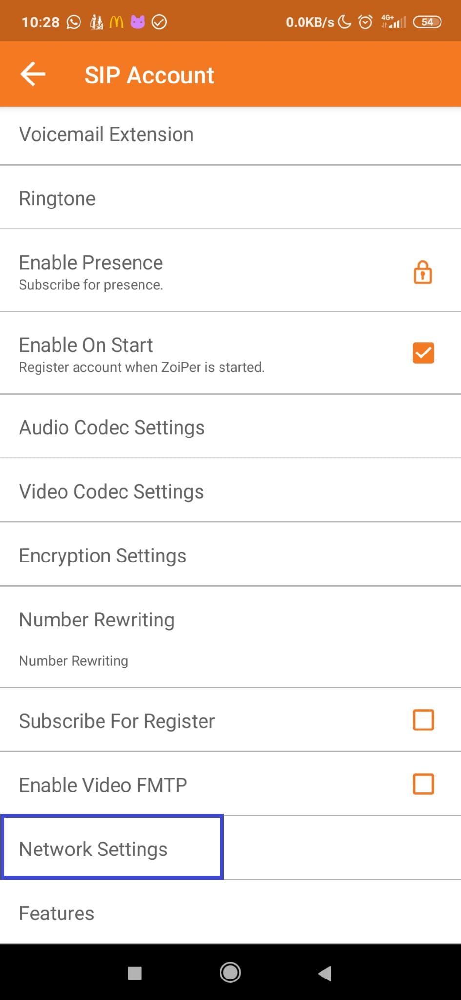 10:28 0.0KB/s 4G+ 54
SIP Account
Voicemail Extension
Ringtone
Enable Presence
Subscribe for presence.
Enable On Start
Register account when ZoiPer is started.
Audio Codec Settings
Video Codec Settings
Encryption Settings
Number Rewriting
Number Rewriting
Subscribe For Register
Enable Video FMTP
Network Settings
Features